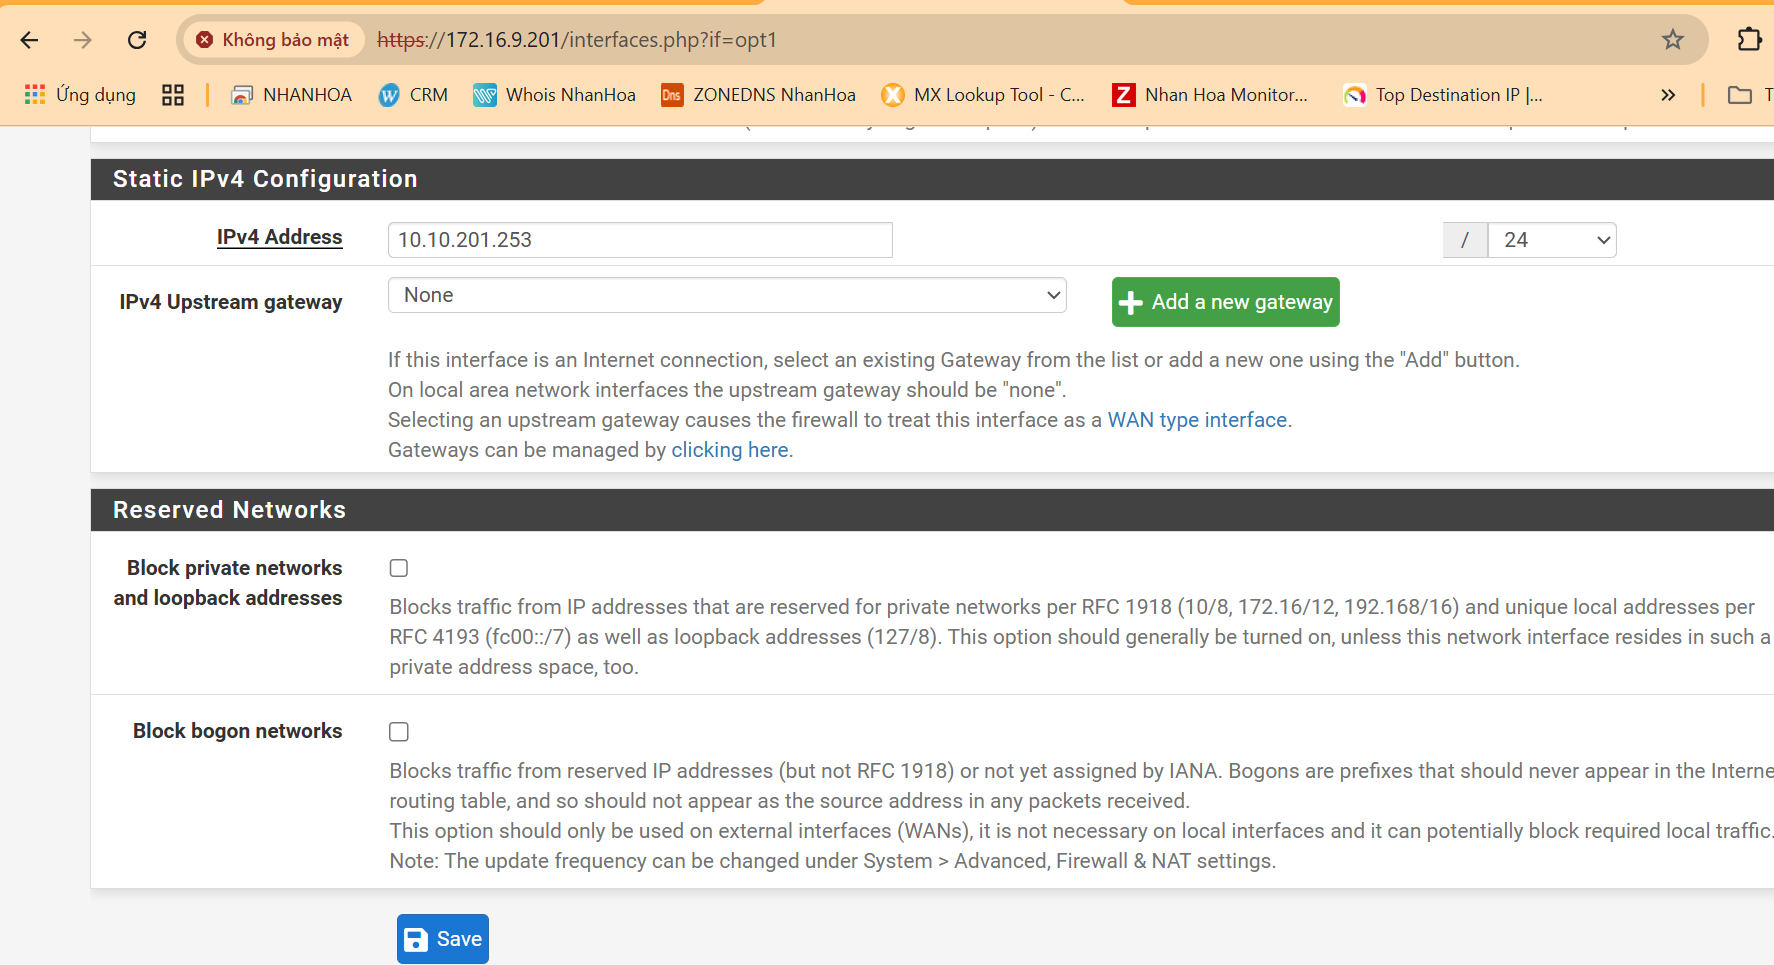 Không bảo mật https://172.16.9.201/interfaces.php?if=opt1
Ứng dụng NHANHOA CRM Whois NhanHoa ZONEDNS NhanHoa MX Lookup Tool - C... Nhan Hoa Monitor... Top Destination IP |... » T
Static IPv4 Configuration
IPv4 Address 10.10.201.253 / 24
IPv4 Upstream gateway None Add a new gateway
If this interface is an Internet connection, select an existing Gateway from the list or add a new one using the "Add" button.
On local area network interfaces the upstream gateway should be "none".
Selecting an upstream gateway causes the firewall to treat this interface as a WAN type interface.
Gateways can be managed by clicking here.
Reserved Networks
Block private networks
and loopback addresses
Blocks traffic from IP addresses that are reserved for private networks per RFC 1918 (10/8, 172.16/12, 192.168/16) and unique local addresses per
RFC 4193 (fc00::/7) as well as loopback addresses (127/8). This option should generally be turned on, unless this network interface resides in such a
private address space, too.
Block bogon networks
Blocks traffic from reserved IP addresses (but not RFC 1918) or not yet assigned by IANA. Bogons are prefixes that should never appear in the Interne
routing table, and so should not appear as the source address in any packets received.
This option should only be used on external interfaces (WANs), it is not necessary on local interfaces and it can potentially block required local traffic.
Note: The update frequency can be changed under System > Advanced, Firewall & NAT settings.
Save